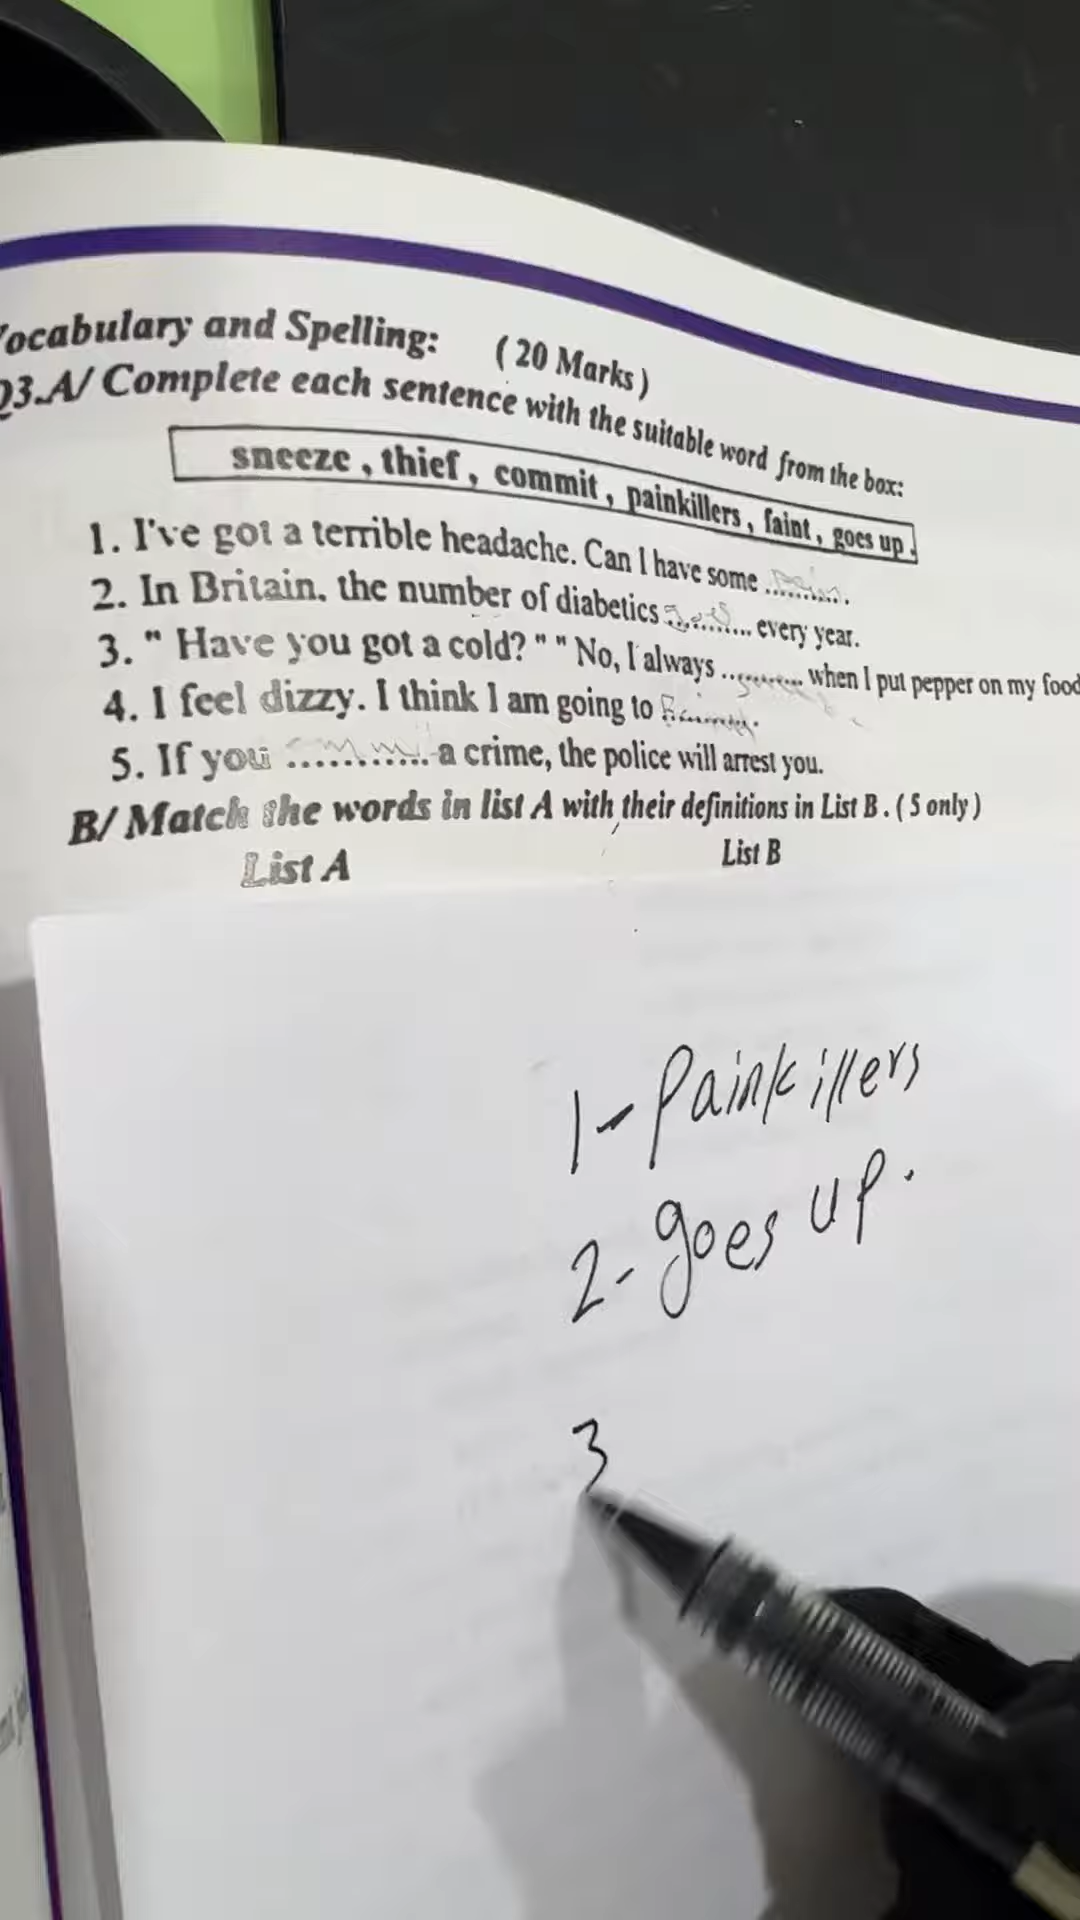 Vocabulary and Spelling: ( 20 Marks )
Q3.A/ Complete each sentence with the suitable word from the box:
sneeze , thief , commit , painkillers , faint , goes up .
1. I've got a terrible headache. Can I have some ..........
2. In Britain, the number of diabetics .......... every year.
3. " Have you got a cold? " " No, I always .......... when I put pepper on my food
4. I feel dizzy. I think I am going to ..........
5. If you .......... a crime, the police will arrest you.
B/ Match the words in list A with their definitions in List B . ( 5 only )
List A List B
1- Painkillers
2- goes up.
3